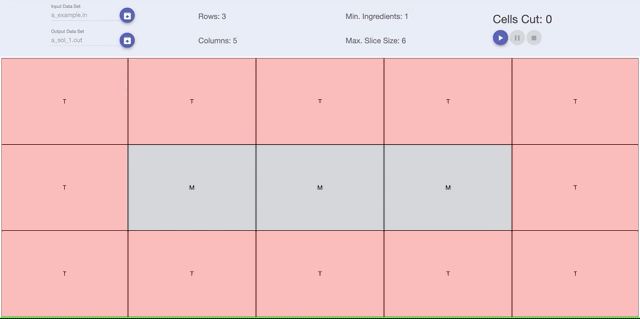 Input Data Set
a_example.in
Output Data Set
a_sol_1.out
Rows: 3
Columns: 5
Min. Ingredients: 1
Max. Slice Size: 6
Cells Cut: 0
T T T T T
T M M M T
T T T T T